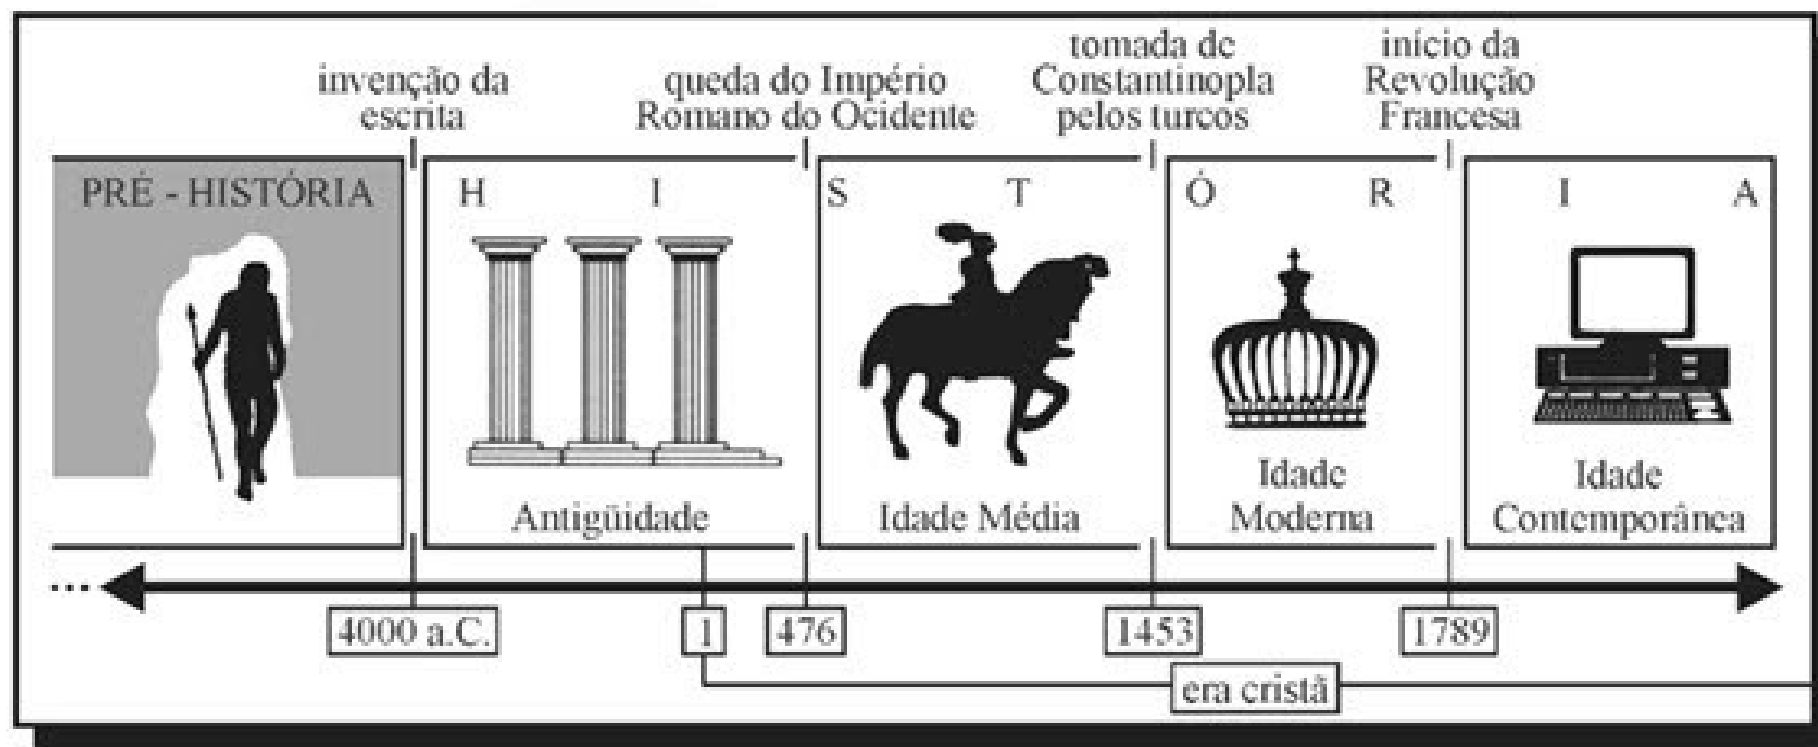 invenção da
escrita
queda do Império
Romano do Ocidente
tomada de
Constantinopla
pelos turcos
início da
Revolução
Francesa
PRÉ - HISTÓRIA
H I S T Ó R I A
Antigüidade
Idade Média
Idade
Moderna
Idade
Contemporânea
...
4000 a.C.
1
476
1453
1789
era cristã